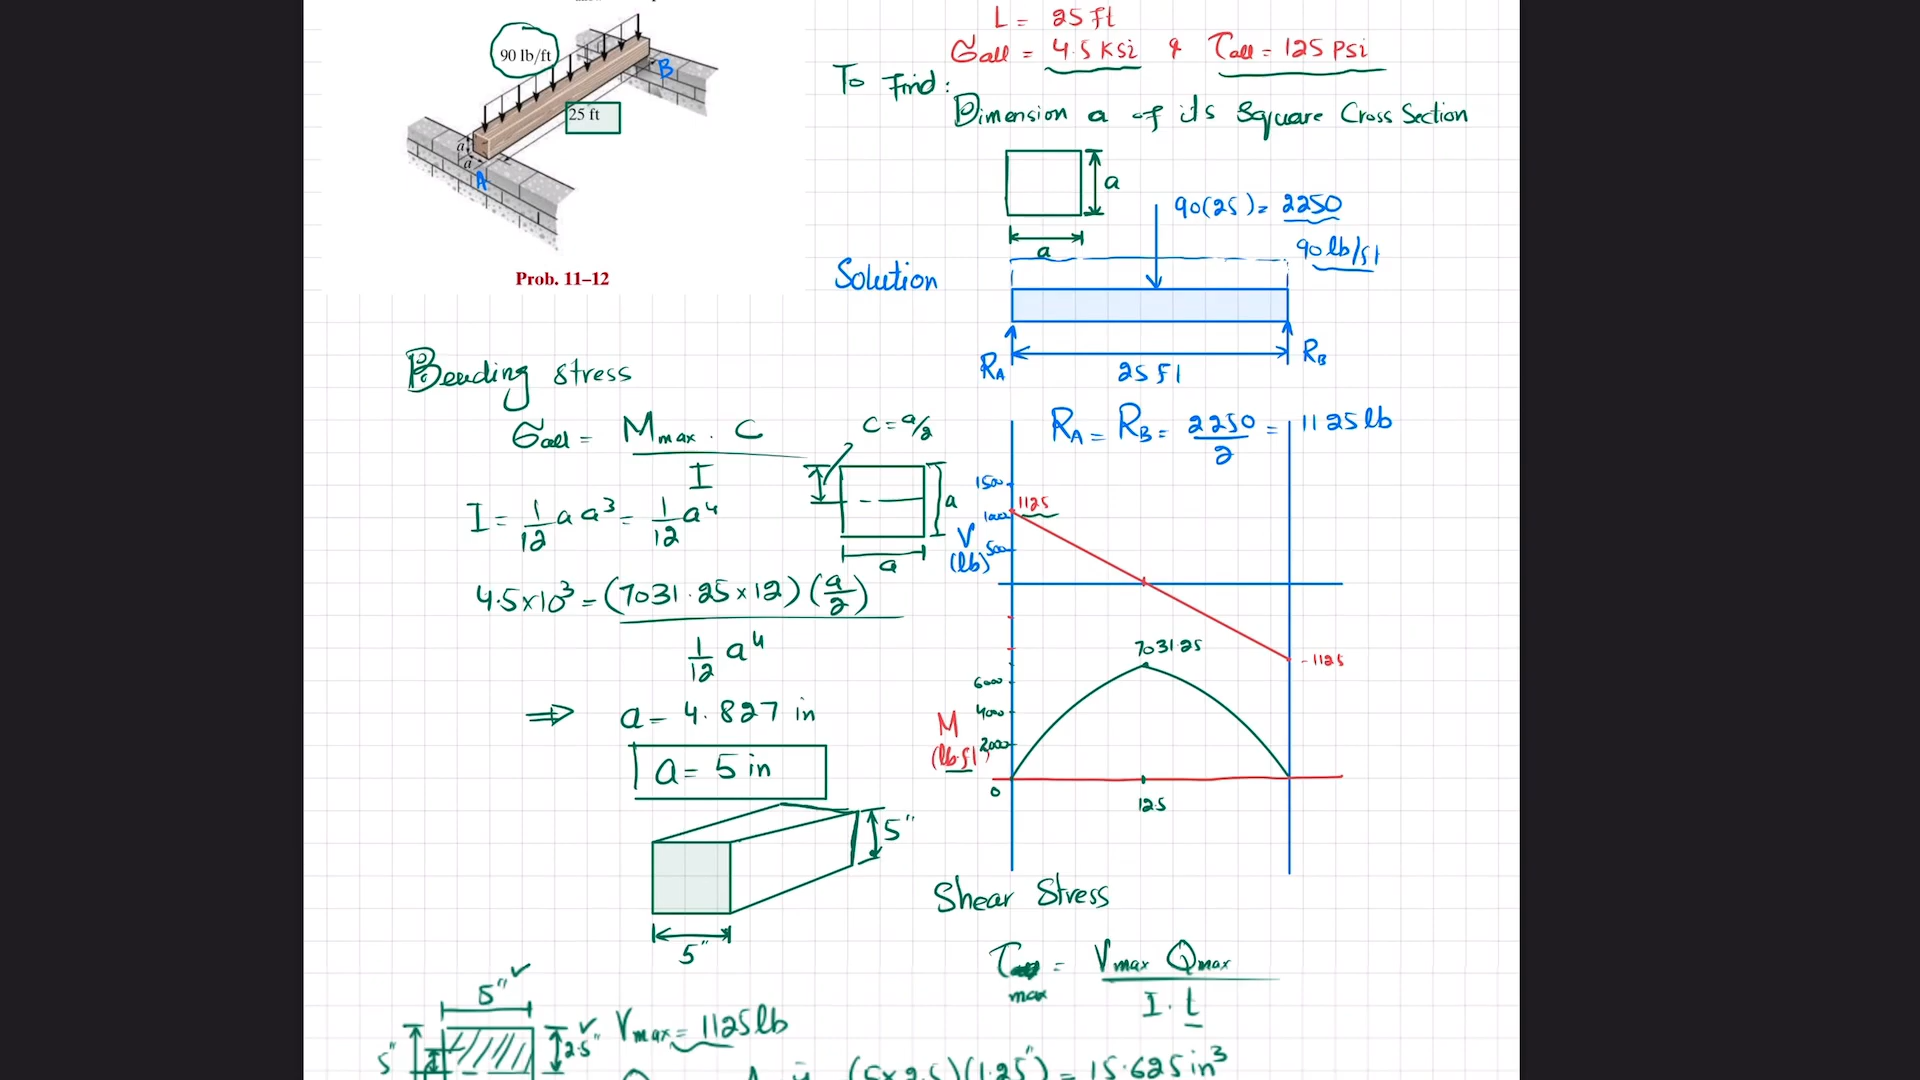 90 lb/ft
B
25 ft
a
a
A
Prob. 11–12
L = 25 ft
σall = 4.5 Ksi & τall = 125 Psi
To Find:
Dimension a of its Square Cross Section
a
a
Solution
90(25) = 2250
90 lb/ft
RA
RB
25 ft
RA = RB = 2250/2 = 1125 lb
Bending stress
σall = Mmax . C / I
C = a/2
a
a
I = 1/12 a a³ = 1/12 a⁴
4.5×10³ = (7031.25×12)(a/2) / 1/12 a⁴
⇒ a = 4.827 in
a = 5 in
5"
5"
1500
1000
500
1125
V
(lb)
-1125
7031.25
6000
4000
2000
M
(lb.ft)
0
12.5
Shear Stress
τmax = Vmax Qmax / I . t
5" ✓
5"
2.5" ✓
Vmax = 1125 lb
(5×2.5)(1.25") = 15.625 in³